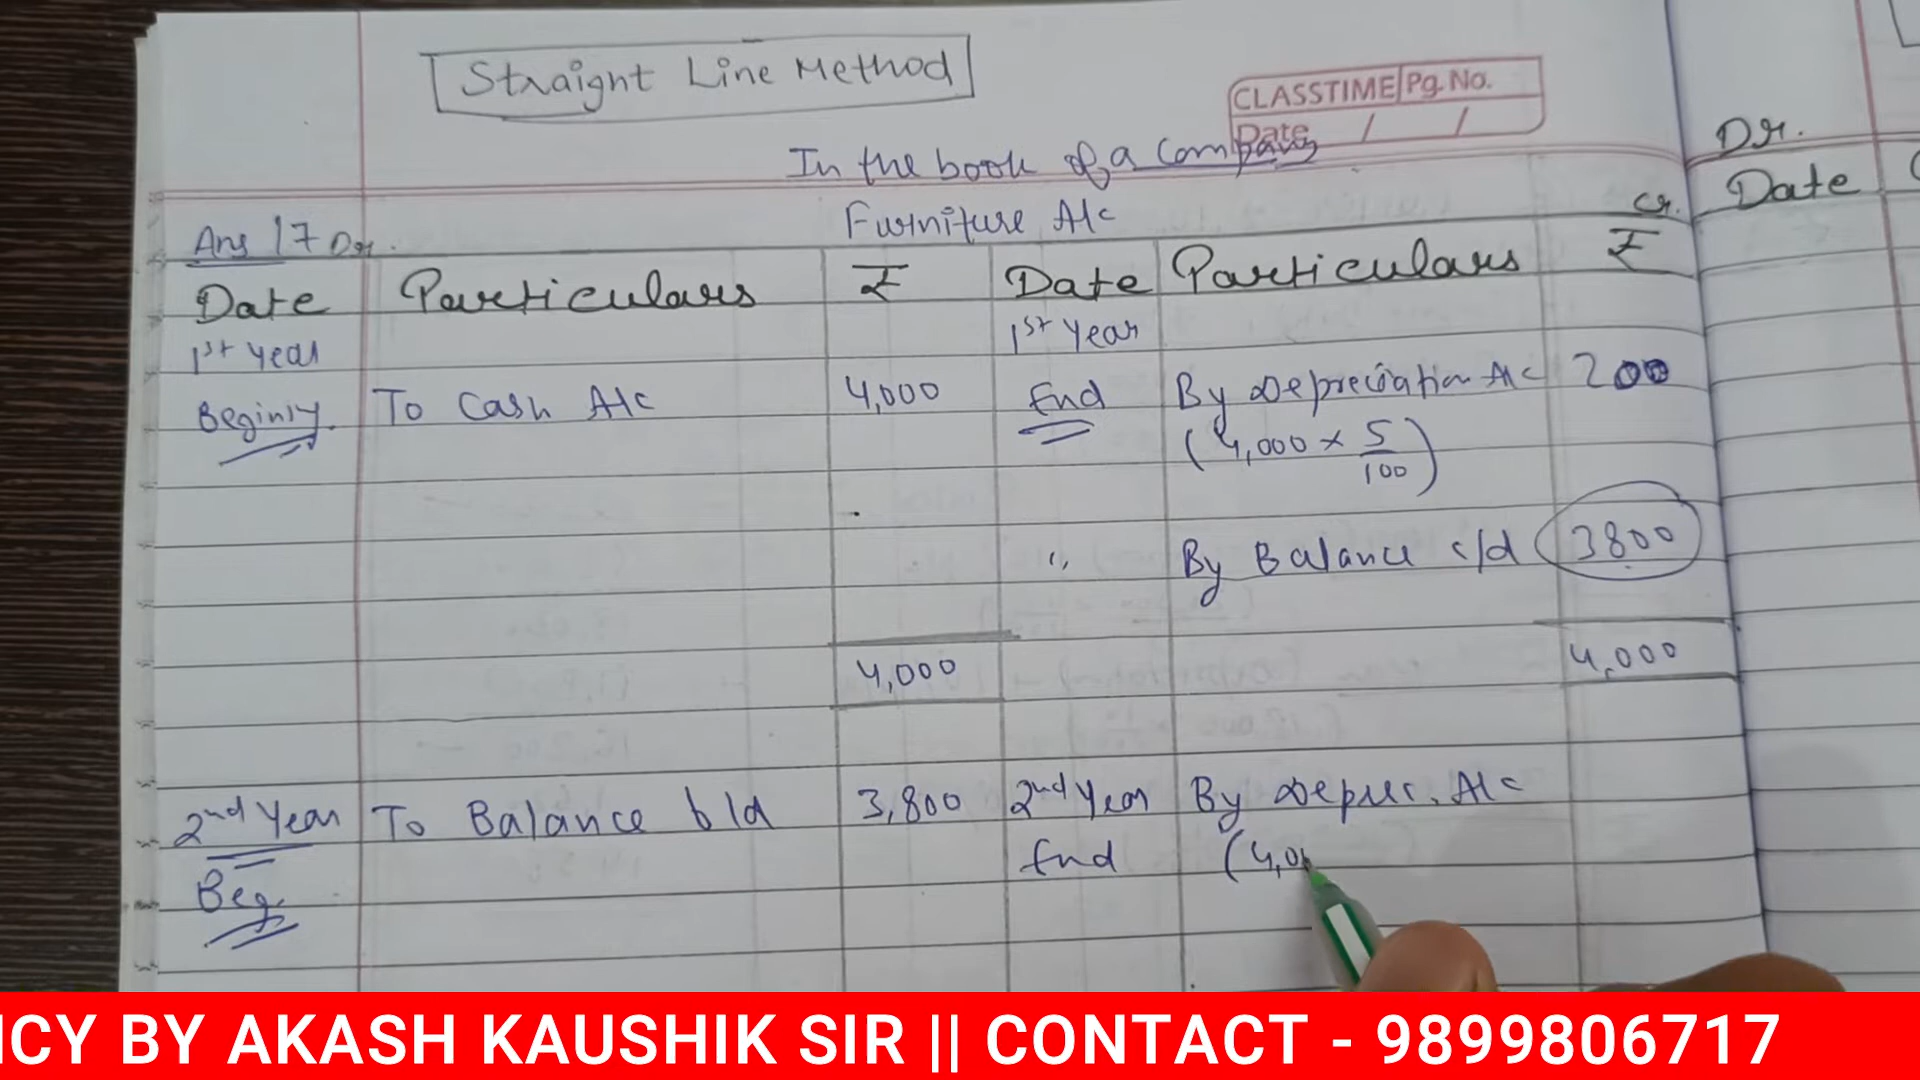 Straight Line Method
CLASSTIME Pg. No.
Date / /
In the book of a Company
Furniture A/c
Ans 17 Dr. Cr.
Date Particulars ₹ Date Particulars ₹
1st Year 1st Year
Begining To Cash A/c 4,000 End By Depreciation A/c 200
(4,000 × 5/100)
" By Balance c/d 3800
4,000 4,000
2nd Year To Balance b/d 3,800 2nd Year By Deprec. A/c
Beg. End (4,0
Dr.
Date
ICY BY AKASH KAUSHIK SIR || CONTACT - 9899806717